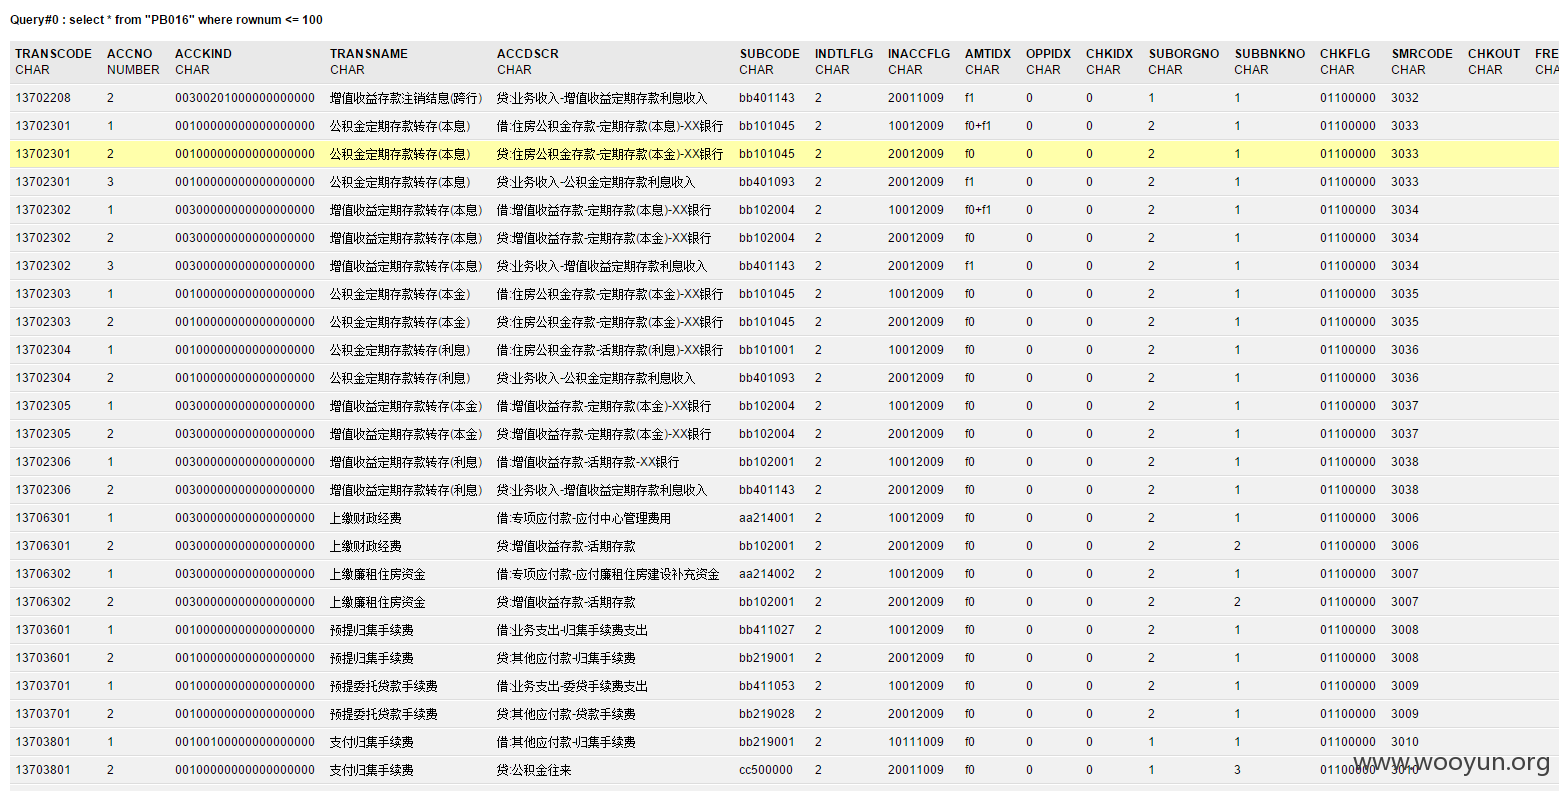 Query#0 : select * from "PB016" where rownum <= 100
TRANSCODE ACCNO ACCKIND TRANSNAME ACCDSCR SUBCODE INDTLFLG INACCFLG AMTIDX OPPIDX CHKIDX SUBORGNO SUBBNKNO CHKFLG SMRCODE CHKOUT FRE
CHAR NUMBER CHAR CHAR CHAR CHAR CHAR CHAR CHAR CHAR CHAR CHAR CHAR CHAR CHAR CHAR CHA
13702208 2 00300201000000000000 增值收益存款注销结息(跨行) 贷:业务收入-增值收益定期存款利息收入 bb401143 2 20011009 f1 0 0 1 1 01100000 3032
13702301 1 00100000000000000000 公积金定期存款转存(本息) 借:住房公积金存款-定期存款(本息)-XX银行 bb101045 2 10012009 f0+f1 0 0 2 1 01100000 3033
13702301 2 00100000000000000000 公积金定期存款转存(本息) 贷:住房公积金存款-定期存款(本金)-XX银行 bb101045 2 20012009 f0 0 0 2 1 01100000 3033
13702301 3 00100000000000000000 公积金定期存款转存(本息) 贷:业务收入-公积金定期存款利息收入 bb401093 2 20012009 f1 0 0 2 1 01100000 3033
13702302 1 00300000000000000000 增值收益定期存款转存(本息) 借:增值收益存款-定期存款(本息)-XX银行 bb102004 2 10012009 f0+f1 0 0 2 1 01100000 3034
13702302 2 00300000000000000000 增值收益定期存款转存(本息) 贷:增值收益存款-定期存款(本金)-XX银行 bb102004 2 20012009 f0 0 0 2 1 01100000 3034
13702302 3 00300000000000000000 增值收益定期存款转存(本息) 贷:业务收入-增值收益定期存款利息收入 bb401143 2 20012009 f1 0 0 2 1 01100000 3034
13702303 1 00100000000000000000 公积金定期存款转存(本金) 借:住房公积金存款-定期存款(本金)-XX银行 bb101045 2 10012009 f0 0 0 2 1 01100000 3035
13702303 2 00100000000000000000 公积金定期存款转存(本金) 贷:住房公积金存款-定期存款(本金)-XX银行 bb101045 2 20012009 f0 0 0 2 1 01100000 3035
13702304 1 00100000000000000000 公积金定期存款转存(利息) 借:住房公积金存款-活期存款(利息)-XX银行 bb101001 2 10012009 f0 0 0 2 1 01100000 3036
13702304 2 00100000000000000000 公积金定期存款转存(利息) 贷:业务收入-公积金定期存款利息收入 bb401093 2 20012009 f0 0 0 2 1 01100000 3036
13702305 1 00300000000000000000 增值收益定期存款转存(本金) 借:增值收益存款-定期存款(本金)-XX银行 bb102004 2 10012009 f0 0 0 2 1 01100000 3037
13702305 2 00300000000000000000 增值收益定期存款转存(本金) 贷:增值收益存款-定期存款(本金)-XX银行 bb102004 2 20012009 f0 0 0 2 1 01100000 3037
13702306 1 00300000000000000000 增值收益定期存款转存(利息) 借:增值收益存款-活期存款-XX银行 bb102001 2 10012009 f0 0 0 2 1 01100000 3038
13702306 2 00300000000000000000 增值收益定期存款转存(利息) 贷:业务收入-增值收益定期存款利息收入 bb401143 2 20012009 f0 0 0 2 1 01100000 3038
13706301 1 00300000000000000000 上缴财政经费 借:专项应付款-应付中心管理费用 aa214001 2 10012009 f0 0 0 2 1 01100000 3006
13706301 2 00300000000000000000 上缴财政经费 贷:增值收益存款-活期存款 bb102001 2 20012009 f0 0 0 2 2 01100000 3006
13706302 1 00300000000000000000 上缴廉租住房资金 借:专项应付款-应付廉租住房建设补充资金 aa214002 2 10012009 f0 0 0 2 1 01100000 3007
13706302 2 00300000000000000000 上缴廉租住房资金 贷:增值收益存款-活期存款 bb102001 2 20012009 f0 0 0 2 2 01100000 3007
13703601 1 00100000000000000000 预提归集手续费 借:业务支出-归集手续费支出 bb411027 2 10012009 f0 0 0 2 1 01100000 3008
13703601 2 00100000000000000000 预提归集手续费 贷:其他应付款-归集手续费 bb219001 2 20012009 f0 0 0 2 1 01100000 3008
13703701 1 00100000000000000000 预提委托贷款手续费 借:业务支出-委贷手续费支出 bb411053 2 10012009 f0 0 0 2 1 01100000 3009
13703701 2 00100000000000000000 预提委托贷款手续费 贷:其他应付款-贷款手续费 bb219028 2 20012009 f0 0 0 2 1 01100000 3009
13703801 1 00100100000000000000 支付归集手续费 借:其他应付款-归集手续费 bb219001 2 10111009 f0 0 0 1 1 01100000 3010
13703801 2 00100000000000000000 支付归集手续费 贷:公积金往来 cc500000 2 20011009 f0 0 0 1 3 01100000 3010
www.wooyun.org